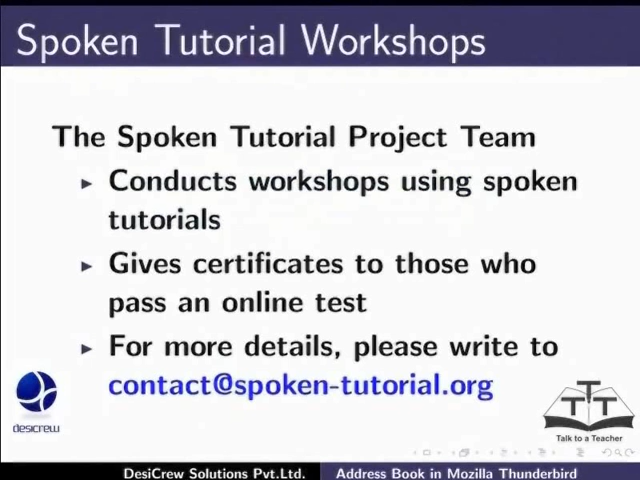 Spoken Tutorial Workshops
The Spoken Tutorial Project Team
Conducts workshops using spoken
tutorials
Gives certificates to those who
pass an online test
For more details, please write to
contact@spoken-tutorial.org
desicrew
TTT
Talk to a Teacher
DesiCrew Solutions Pvt.Ltd. Address Book in Mozilla Thunderbird